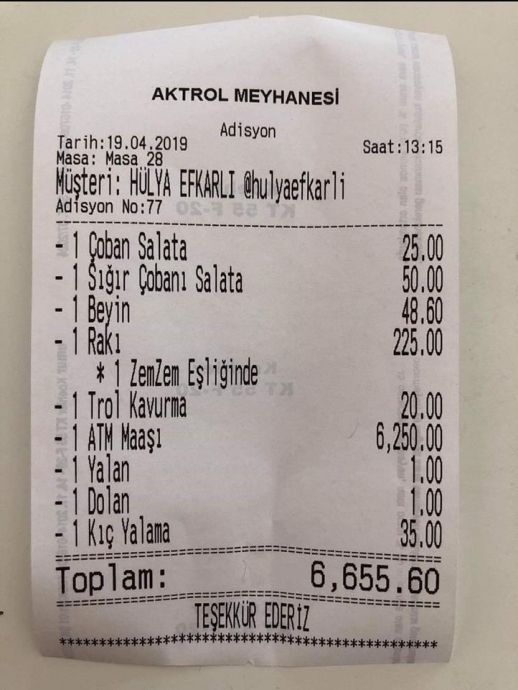 AKTROL MEYHANESİ
Adisyon
Tarih:19.04.2019 Saat:13:15
Masa: Masa 28
Müşteri: HÜLYA EFKARLI @hulyaefkarli
Adisyon No:77
- 1 Çoban Salata 25.00
- 1 Sığır Çobanı Salata 50.00
- 1 Beyin 48.60
- 1 Rakı 225.00
* 1 ZemZem Eşliğinde
- 1 Trol Kavurma 20.00
- 1 ATM Maaşı 6,250.00
- 1 Yalan 1.00
- 1 Dolan 1.00
- 1 Kıç Yalama 35.00
Toplam: 6,655.60
TEŞEKKÜR EDERİZ